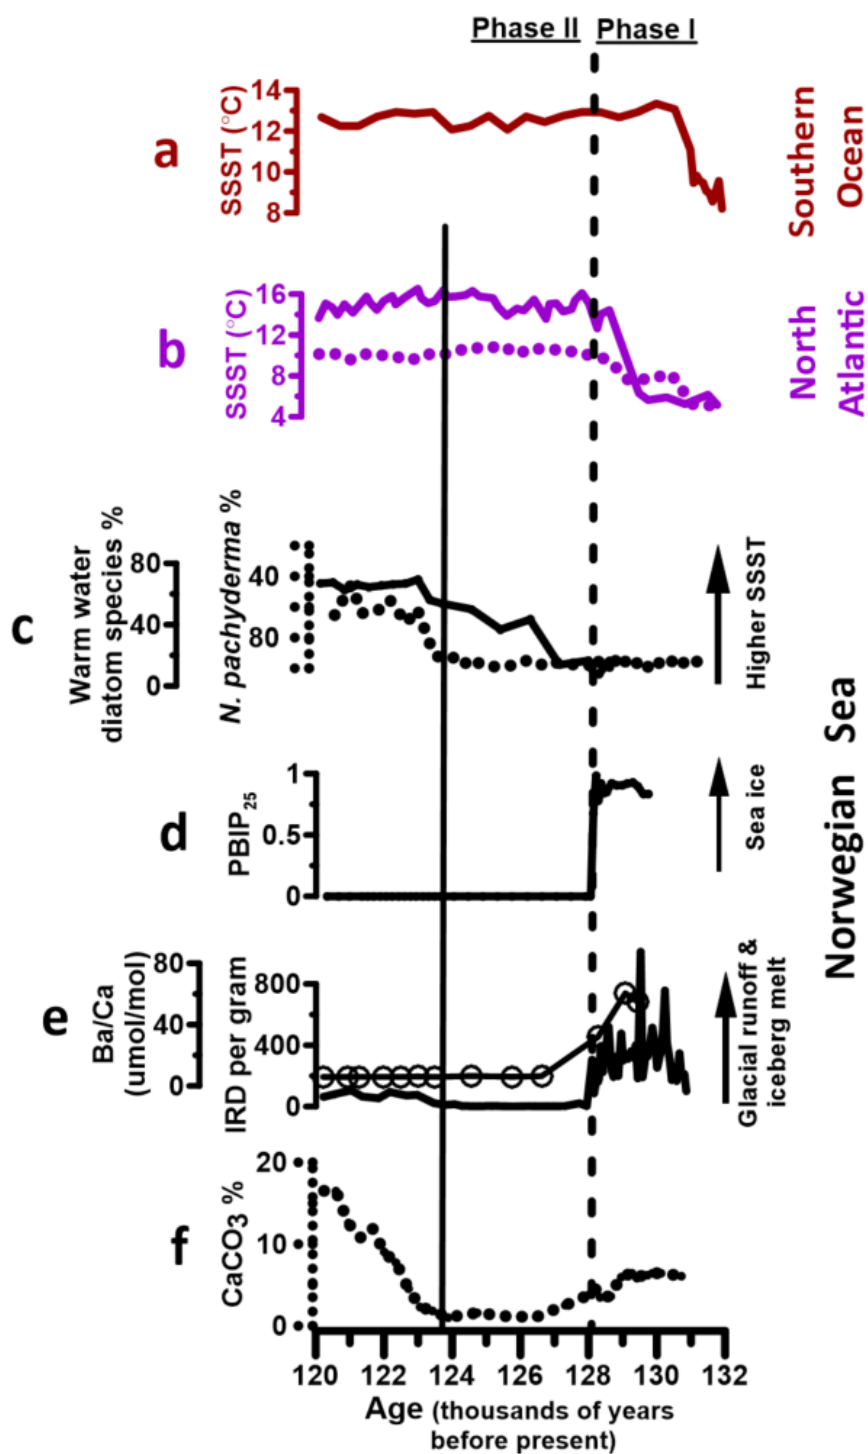 Phase II Phase I
a
SSST (°C)
14
12
10
8
Southern
Ocean
b
SSST (°C)
16
12
8
4
North
Atlantic
c
Warm water
diatom species %
80
40
0
N. pachyderma %
40
80
Higher SSST
d
PBIP25
1
0.5
0
Sea ice
Norwegian Sea
e
Ba/Ca
(umol/mol)
80
40
0
IRD per gram
800
400
0
Glacial runoff &
iceberg melt
f
CaCO3 %
20
10
0
120 122 124 126 128 130 132
Age (thousands of years
before present)